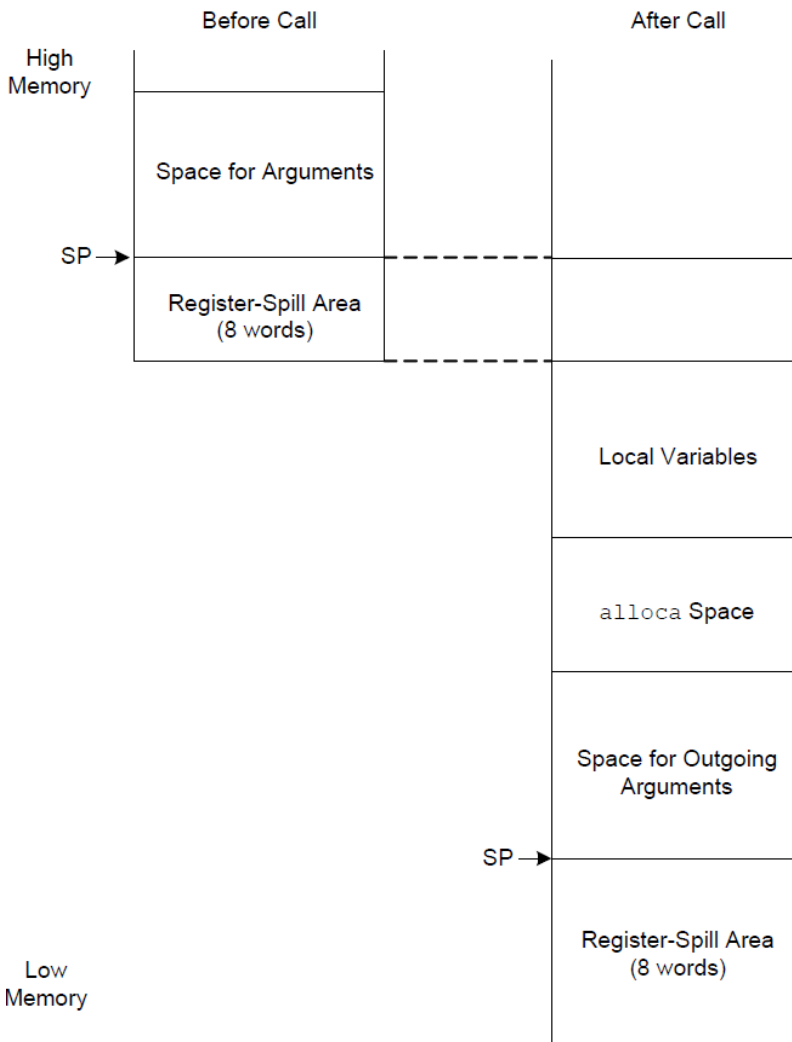 Before Call
After Call
High
Memory
Space for Arguments
SP
Register-Spill Area
(8 words)
Local Variables
alloca Space
Space for Outgoing
Arguments
SP
Register-Spill Area
(8 words)
Low
Memory